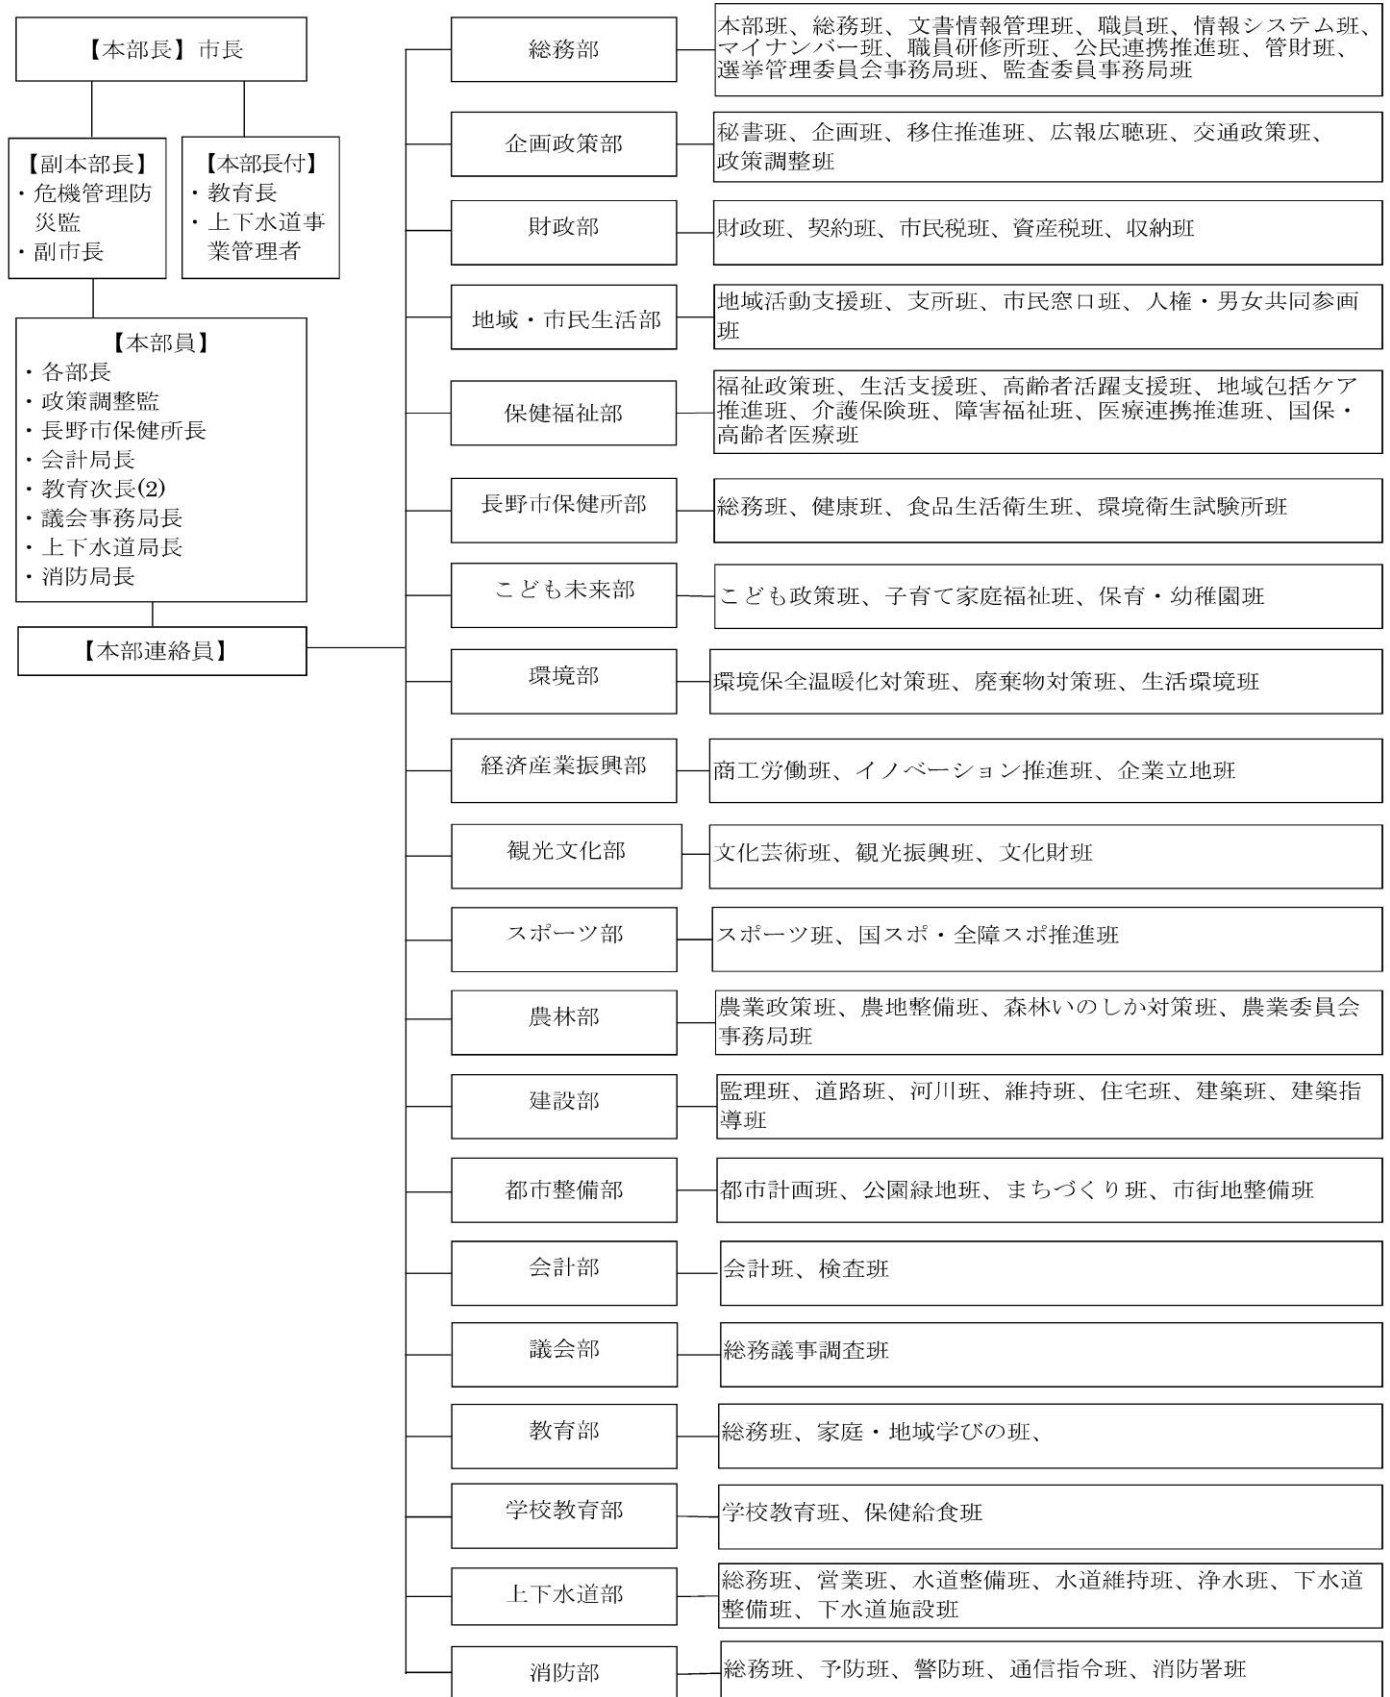 【本部長】市長
【副本部長】
・危機管理防
災監
・副市長
【本部長付】
・教育長
・上下水道事
業管理者
【本部員】
・各部長
・政策調整監
・長野市保健所長
・会計局長
・教育次長(2)
・議会事務局長
・上下水道局長
・消防局長
【本部連絡員】
総務部
本部班、総務班、文書情報管理班、職員班、情報システム班、
マイナンバー班、職員研修所班、公民連携推進班、管財班、
選挙管理委員会事務局班、監査委員事務局班
企画政策部
秘書班、企画班、移住推進班、広報広聴班、交通政策班、
政策調整班
財政部
財政班、契約班、市民税班、資産税班、収納班
地域・市民生活部
地域活動支援班、支所班、市民窓口班、人権・男女共同参画
班
保健福祉部
福祉政策班、生活支援班、高齢者活躍支援班、地域包括ケア
推進班、介護保険班、障害福祉班、医療連携推進班、国保・
高齢者医療班
長野市保健所部
総務班、健康班、食品生活衛生班、環境衛生試験所班
こども未来部
こども政策班、子育て家庭福祉班、保育・幼稚園班
環境部
環境保全温暖化対策班、廃棄物対策班、生活環境班
経済産業振興部
商工労働班、イノベーション推進班、企業立地班
観光文化部
文化芸術班、観光振興班、文化財班
スポーツ部
スポーツ班、国スポ・全障スポ推進班
農林部
農業政策班、農地整備班、森林いのしか対策班、農業委員会
事務局班
建設部
監理班、道路班、河川班、維持班、住宅班、建築班、建築指
導班
都市整備部
都市計画班、公園緑地班、まちづくり班、市街地整備班
会計部
会計班、検査班
議会部
総務議事調査班
教育部
総務班、家庭・地域学びの班、
学校教育部
学校教育班、保健給食班
上下水道部
総務班、営業班、水道整備班、水道維持班、浄水班、下水道
整備班、下水道施設班
消防部
総務班、予防班、警防班、通信指令班、消防署班